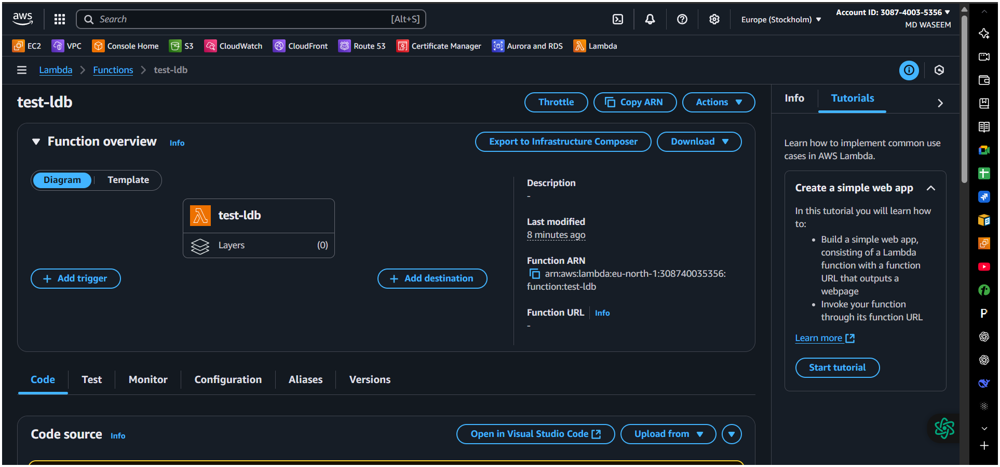 aws
Search [Alt+S]
Europe (Stockholm)
Account ID: 3087-4003-5356
MD WASEEM
EC2 VPC Console Home S3 CloudWatch CloudFront Route 53 Certificate Manager Aurora and RDS Lambda
Lambda Functions test-ldb
test-ldb
Throttle Copy ARN Actions
Function overview Info
Export to Infrastructure Composer Download
Diagram Template
test-ldb
Layers (0)
+ Add trigger
+ Add destination
Description
-
Last modified
8 minutes ago
Function ARN
arn:aws:lambda:eu-north-1:308740035356:
function:test-ldb
Function URL Info
-
Code Test Monitor Configuration Aliases Versions
Code source Info
Open in Visual Studio Code Upload from
Info Tutorials
Learn how to implement common use
cases in AWS Lambda.
Create a simple web app
In this tutorial you will learn how
to:
• Build a simple web app,
consisting of a Lambda
function with a function
URL that outputs a
webpage
• Invoke your function
through its function URL
Learn more
Start tutorial
P